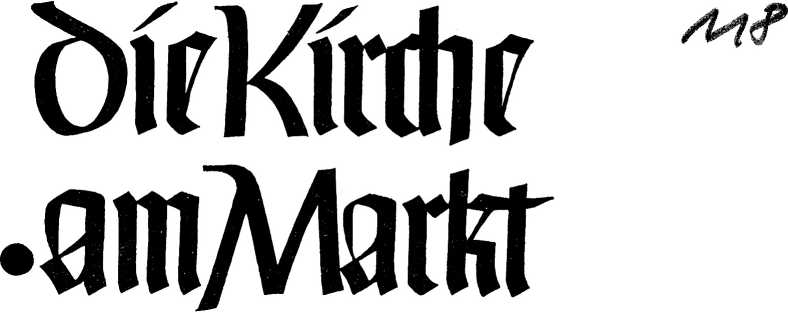 die Kirche
• am Markt